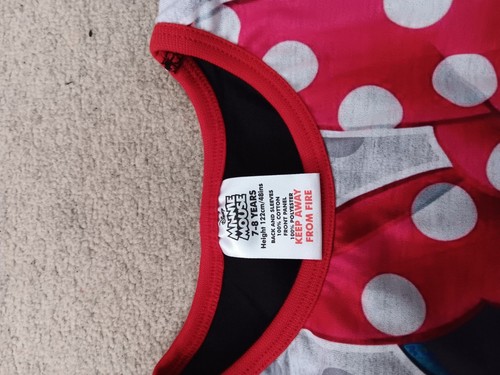 Disney
MINNIE
MOUSE
7-8 YEARS
Height 122cm/48ins
BACK AND SLEEVES
100% COTTON
FRONT PANEL
100% POLYESTER
KEEP AWAY
FROM FIRE